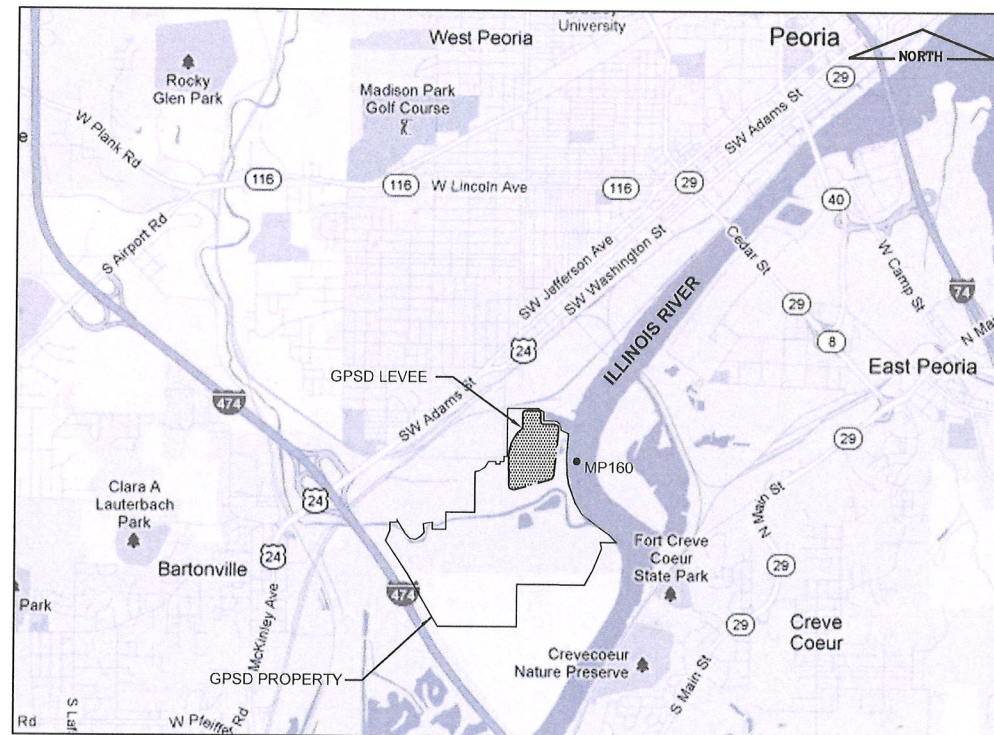 West Peoria
University
Peoria
NORTH
29
Rocky
Glen Park
Madison Park
Golf Course
SW Adams St
W Plank Rd
116
116
W Lincoln Ave
116
29
40
S Airport Rd
SW Jefferson Ave
SW Washington St
Cedar St
W Camp St
ILLINOIS RIVER
29
74
N Mai
8
24
GPSD LEVEE
East Peoria
474
SW Adams St
29
MP160
Clara A
Lauterbach
Park
24
N Main St
Fort Creve
Coeur
State Park
24
Bartonville
29
474
Park
McKinley Ave
29
Creve
Coeur
Crevecoeur
Nature Preserve
GPSD PROPERTY
S Main St
S Laf
Rd
W Pfeiffer Rd